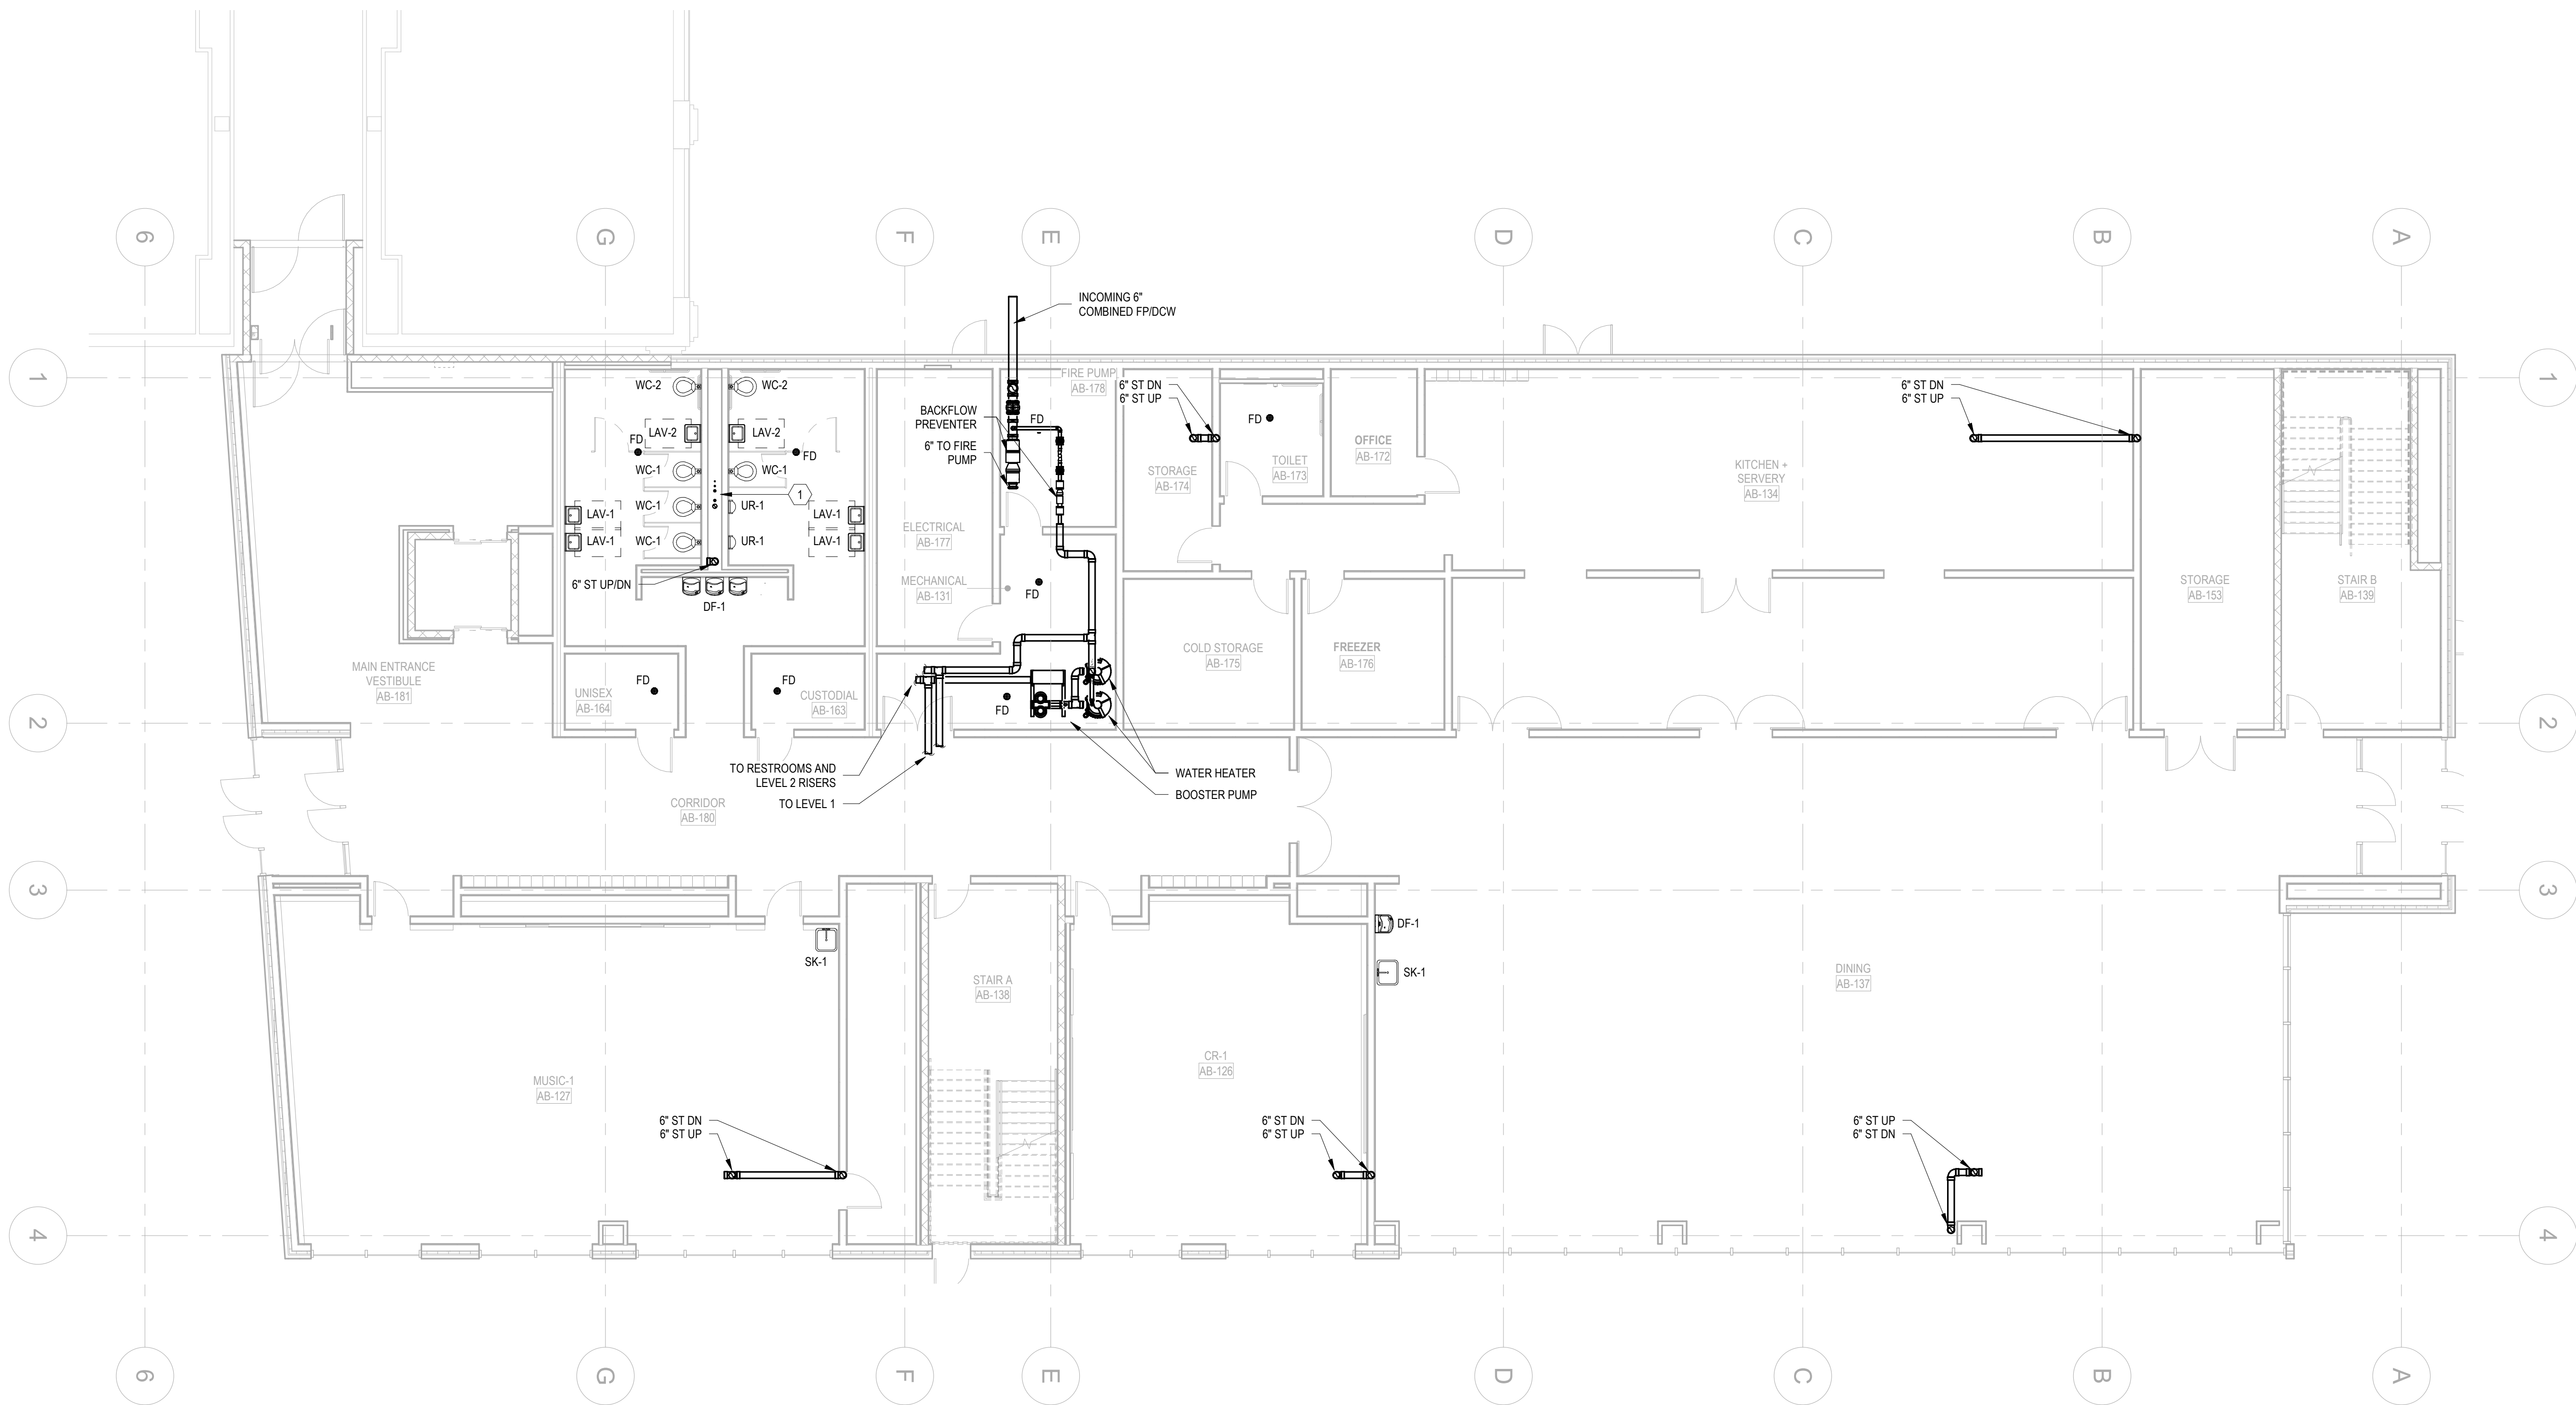 6
G
F
E
D
C
B
A
INCOMING 6"
COMBINED FP/DCW
1
1
FIRE PUMP
AB-178
WC-2
WC-2
6" ST DN
6" ST UP
6" ST DN
6" ST UP
BACKFLOW
PREVENTER
FD
FD
LAV-2
LAV-2
FD
FD
6" TO FIRE
PUMP
OFFICE
AB-172
TOILET
AB-173
STORAGE
AB-174
KITCHEN +
SERVERY
AB-134
WC-1
WC-1
1
WC-1
UR-1
LAV-1
LAV-1
ELECTRICAL
AB-177
WC-1
UR-1
LAV-1
LAV-1
6" ST UP/DN
DF-1
MECHANICAL
AB-131
FD
STORAGE
AB-153
STAIR B
AB-139
COLD STORAGE
AB-175
FREEZER
AB-176
MAIN ENTRANCE
VESTIBULE
AB-181
UNISEX
AB-164
FD
FD
CUSTODIAL
AB-163
FD
2
2
TO RESTROOMS AND
LEVEL 2 RISERS
TO LEVEL 1
WATER HEATER
BOOSTER PUMP
CORRIDOR
AB-180
3
3
DF-1
SK-1
SK-1
STAIR A
AB-138
DINING
AB-137
CR-1
AB-126
MUSIC-1
AB-127
6" ST DN
6" ST UP
6" ST DN
6" ST UP
6" ST UP
6" ST DN
4
4
6
G
F
E
D
C
B
A